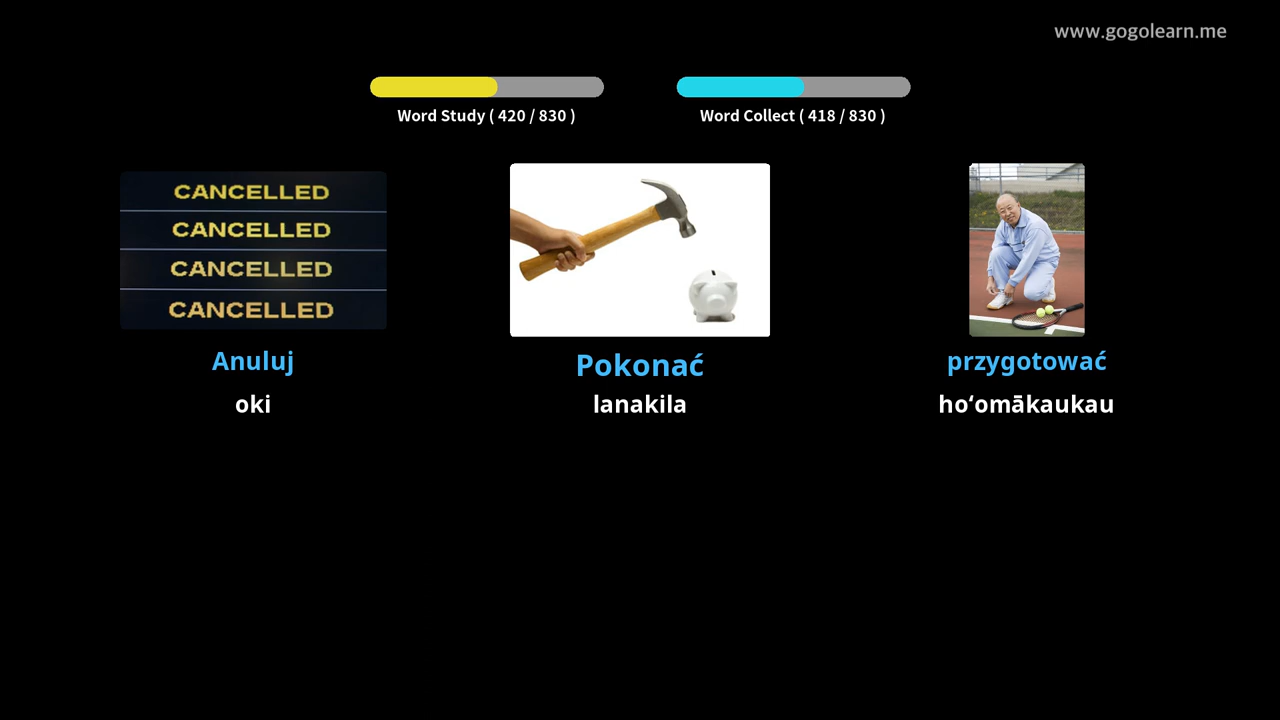 www.gogolearn.me
Word Study ( 420 / 830 )
Word Collect ( 418 / 830 )
CANCELLED
CANCELLED
CANCELLED
CANCELLED
Anuluj
oki
Pokonać
lanakila
przygotować
hoʻomākaukau